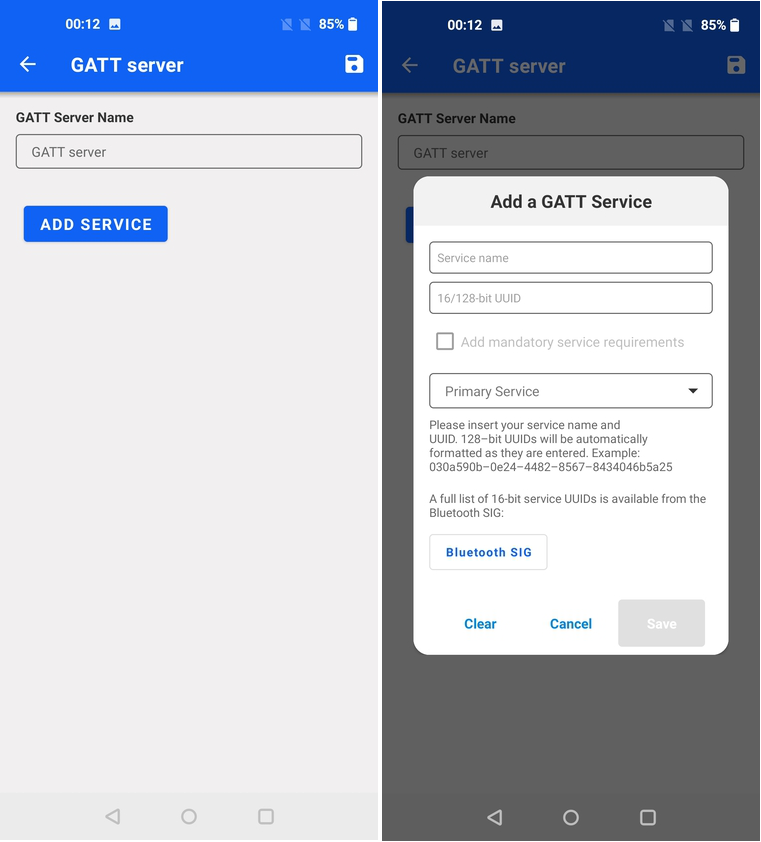 00:12 85%
GATT server
GATT Server Name
GATT server
ADD SERVICE
00:12 85%
GATT server
GATT Server Name
GATT server
Add a GATT Service
Service name
16/128-bit UUID
Add mandatory service requirements
Primary Service
Please insert your service name and
UUID. 128–bit UUIDs will be automatically
formatted as they are entered. Example:
030a590b–0e24–4482–8567–8434046b5a25
A full list of 16-bit service UUIDs is available from the
Bluetooth SIG:
Bluetooth SIG
Clear Cancel Save